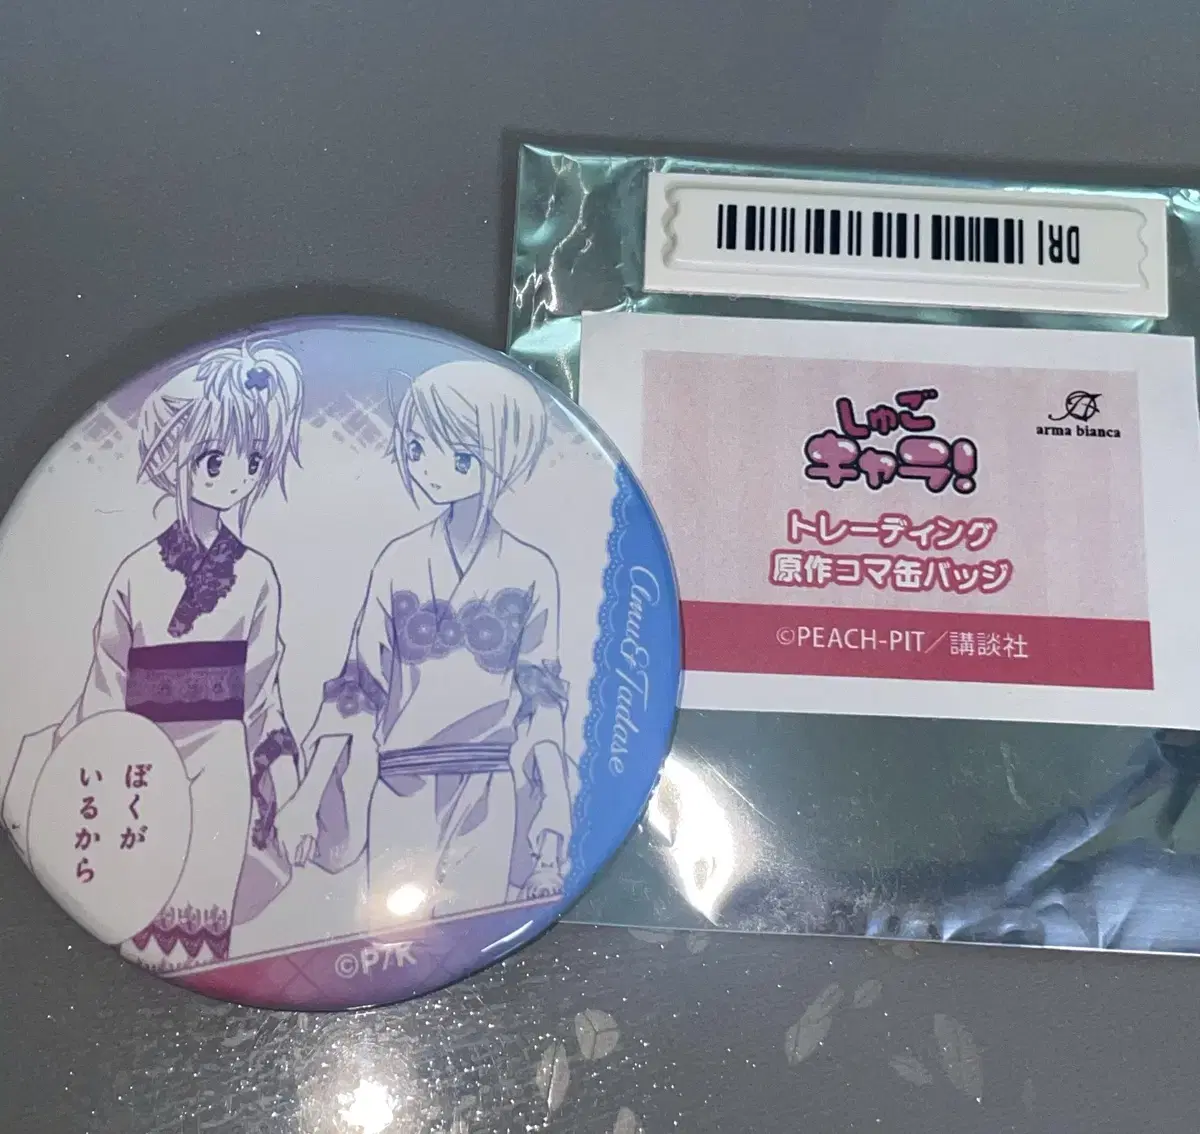 ぼくが
いるから
Amu&Tadase
©P/K
DR
しゅご
キャラ!
arma bianca
トレーディング
原作コマ缶バッジ
©PEACH-PIT/講談社